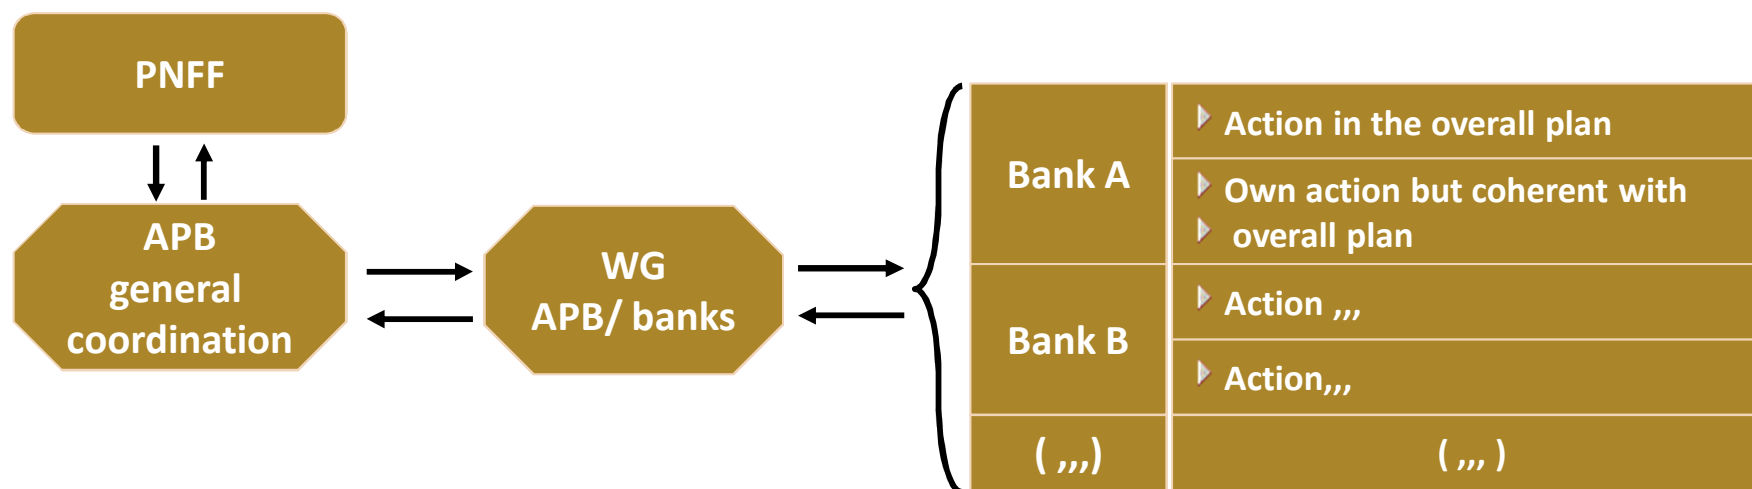 PNFF
APB
general
coordination
WG
APB/ banks
Bank A
Action in the overall plan
Own action but coherent with
overall plan
Bank B
Action ,,,
Action,,,
( ,,,)
( ,,, )